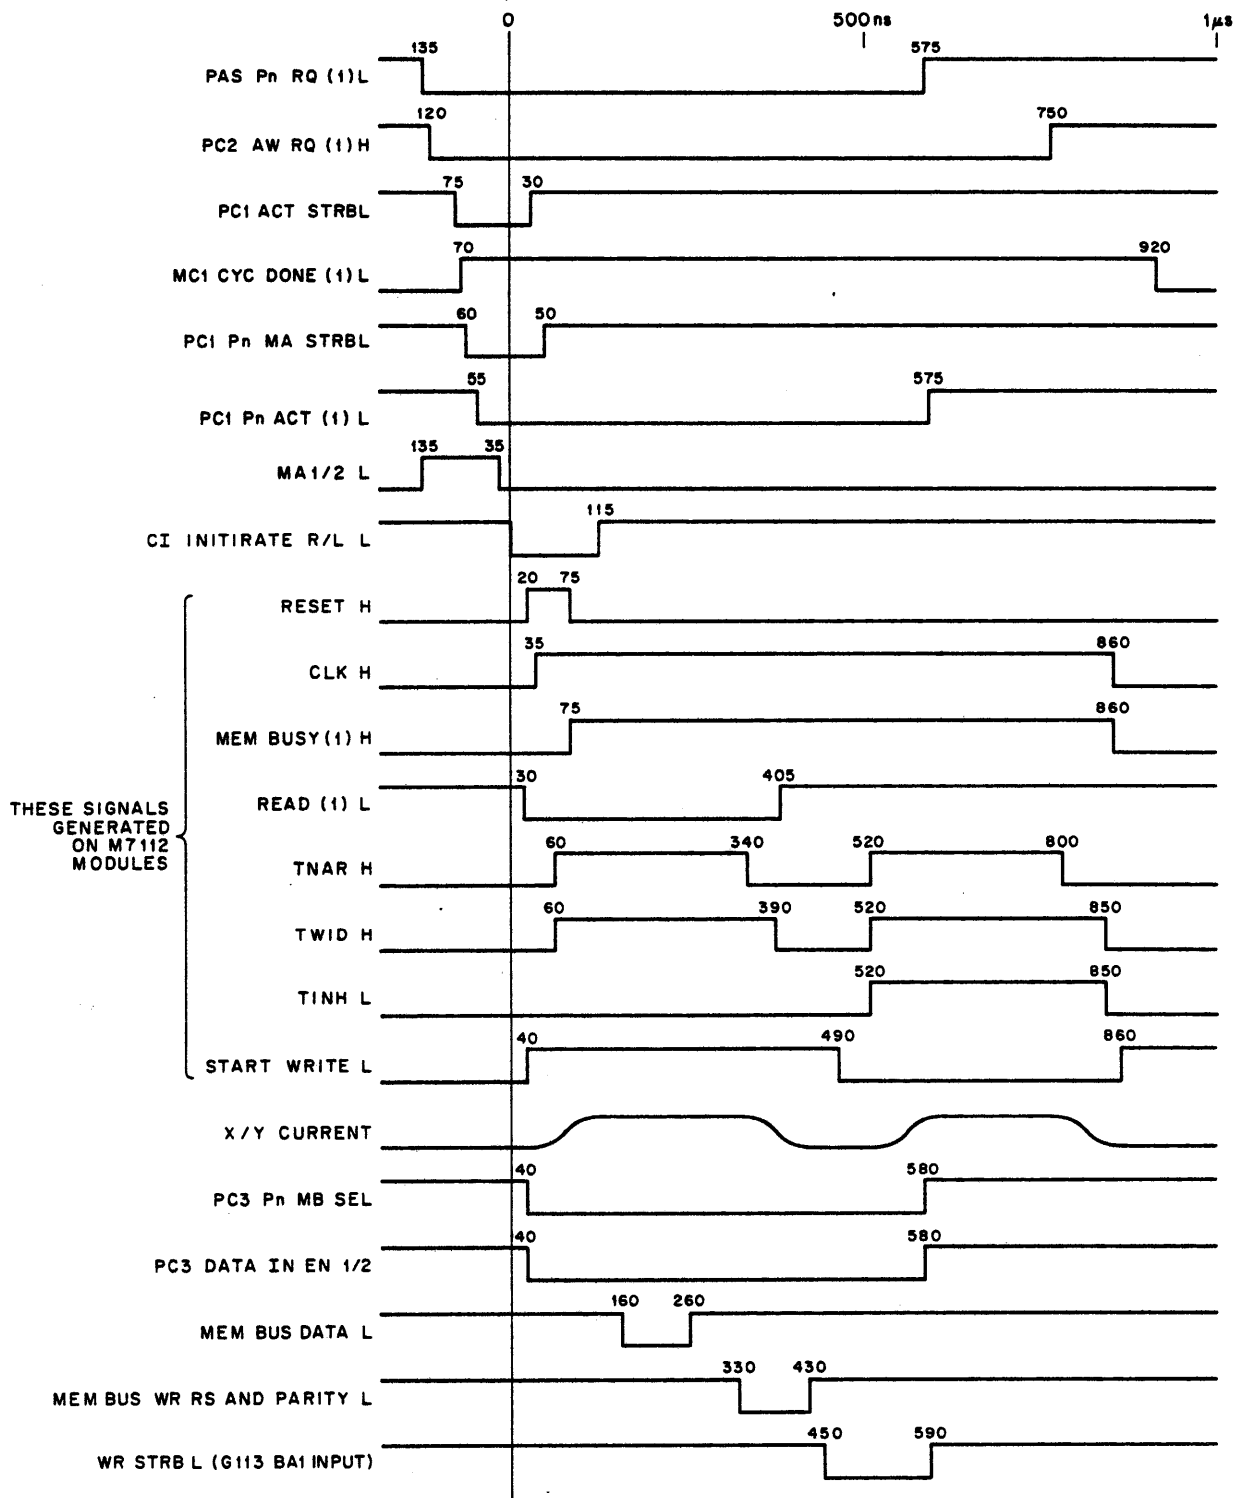 0 500ns 1µs
135 575
PAS Pn RQ (1)L
120 750
PC2 AW RQ (1)H
75 30
PC1 ACT STRBL
70 920
MC1 CYC DONE (1) L
60 50
PC1 Pn MA STRBL
55 575
PC1 Pn ACT (1) L
135 35
MA1/2 L
115
CI INITIRATE R/L L
20 75
RESET H
35 860
CLK H
75 860
MEM BUSY(1) H
30 405
READ (1) L
THESE SIGNALS
GENERATED
ON M7112
MODULES
60 340 520 800
TNAR H
60 390 520 850
TWID H
520 850
TINH L
40 490 860
START WRITE L
X/Y CURRENT
40 580
PC3 Pn MB SEL
40 580
PC3 DATA IN EN 1/2
160 260
MEM BUS DATA L
330 430
MEM BUS WR RS AND PARITY L
450 590
WR STRB L (G113 BA1 INPUT)